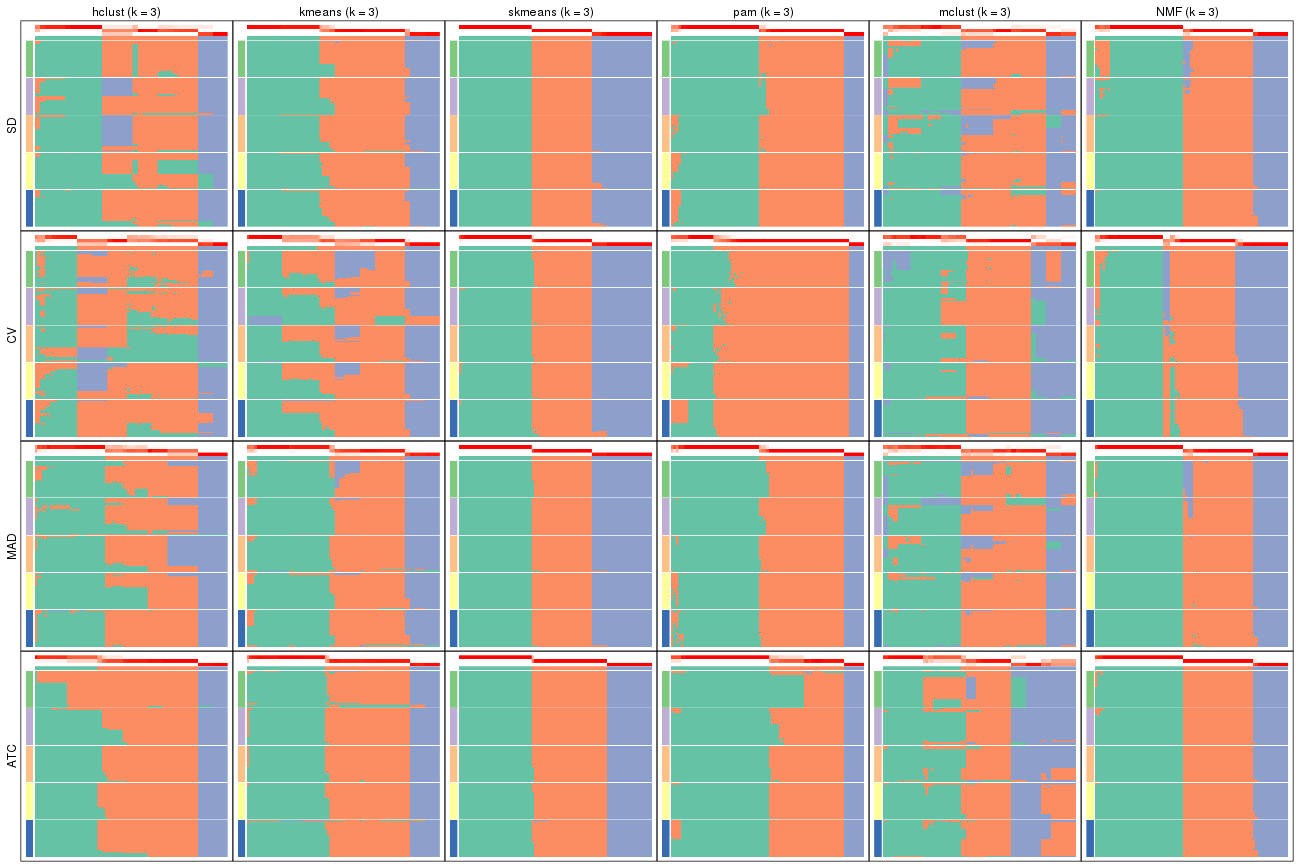 hclust (k = 3) kmeans (k = 3) skmeans (k = 3) pam (k = 3) mclust (k = 3) NMF (k = 3)
SD
CV
MAD
ATC